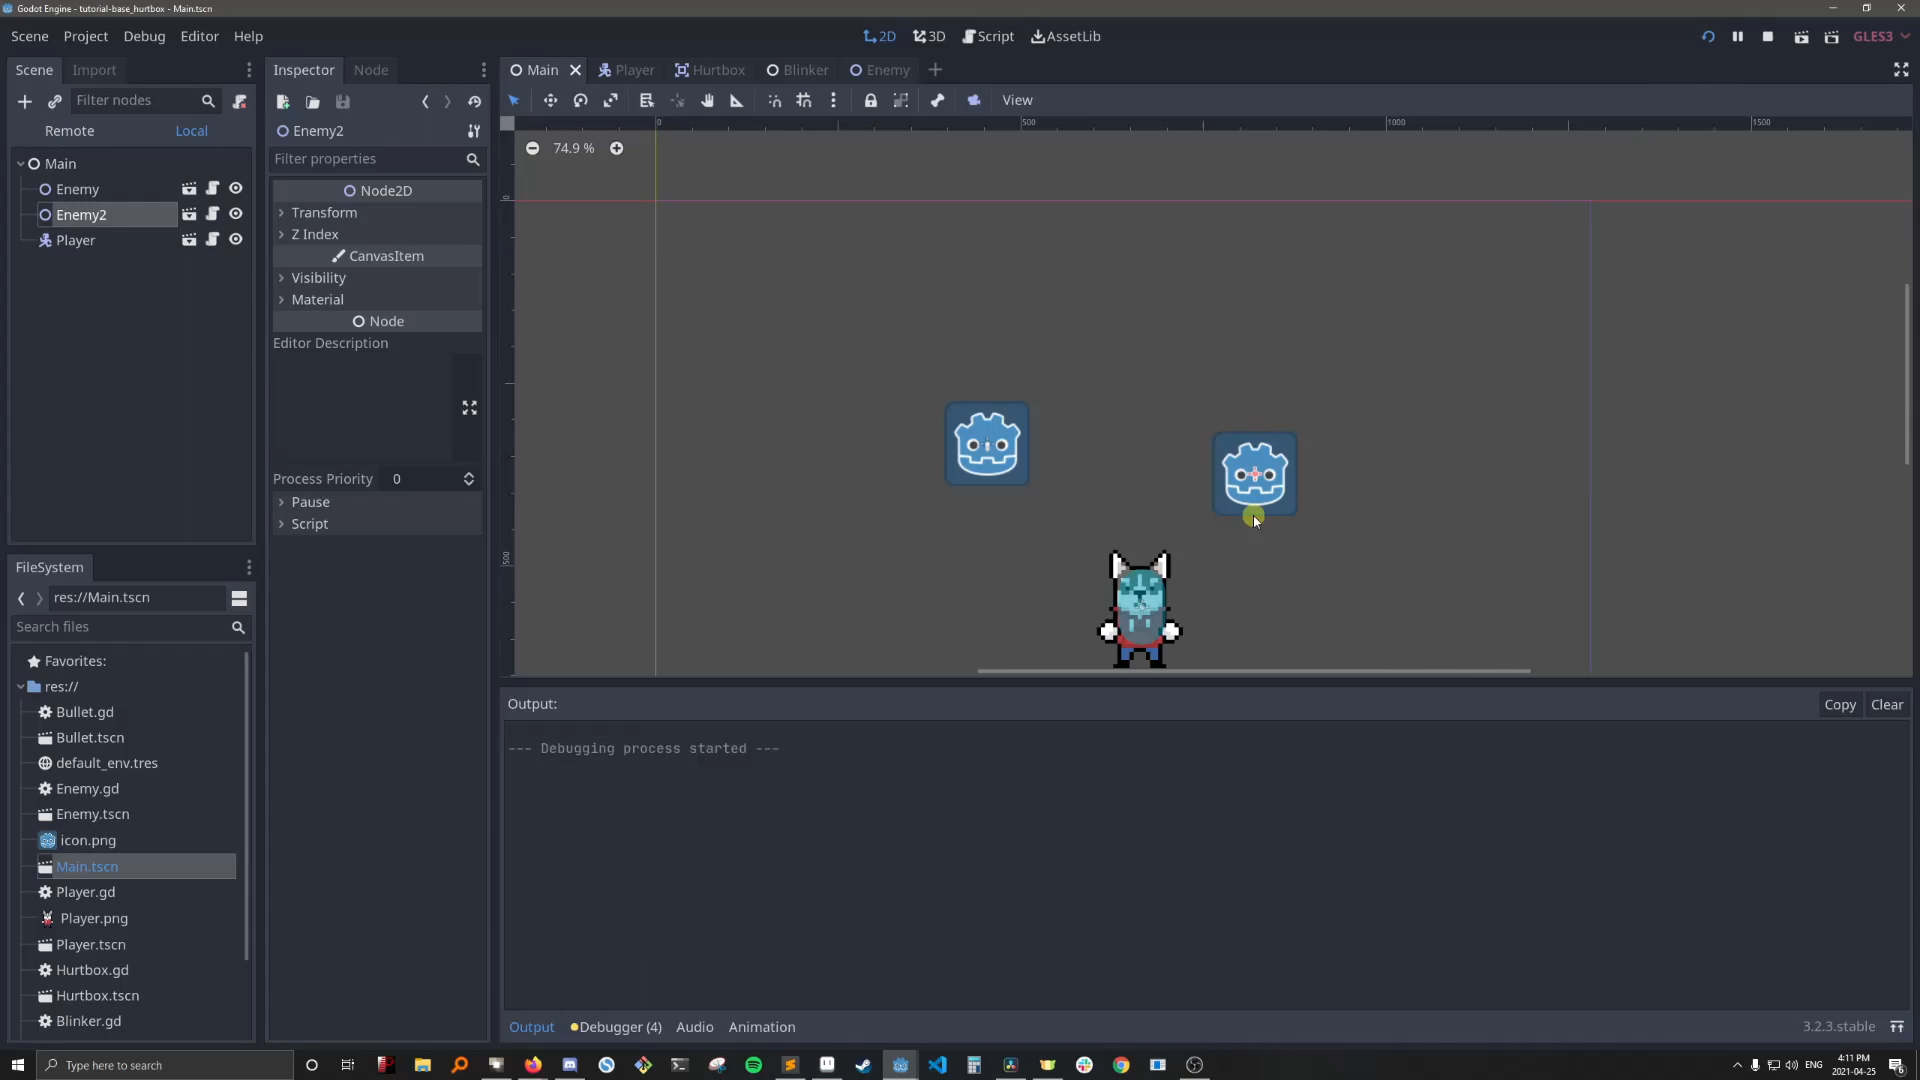 Godot Engine - tutorial-base_hurtbox - Main.tscn
Scene Project Debug Editor Help
2D 3D Script AssetLib
GLES3
Scene Import
Filter nodes
Remote Local
Main
Enemy
Enemy2
Player
FileSystem
res://Main.tscn
Search files
Favorites:
res://
Bullet.gd
Bullet.tscn
default_env.tres
Enemy.gd
Enemy.tscn
icon.png
Main.tscn
Player.gd
Player.png
Player.tscn
Hurtbox.gd
Hurtbox.tscn
Blinker.gd
Inspector Node
Enemy2
Filter properties
Node2D
Transform
Z Index
CanvasItem
Visibility
Material
Node
Editor Description
Process Priority 0
Pause
Script
Main Player Hurtbox Blinker Enemy
View
0 500 1000 1500
74.9 %
0
500
Output:
Copy Clear
--- Debugging process started ---
Output Debugger (4) Audio Animation
3.2.3.stable
Type here to search
ENG
4:11 PM
2021-04-25